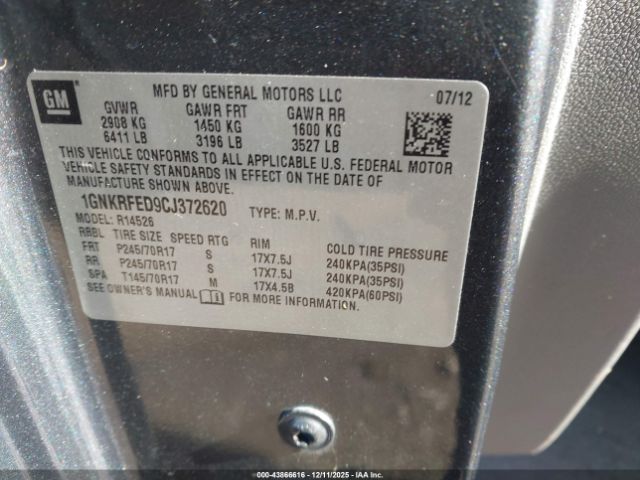 GM
MFD BY GENERAL MOTORS LLC 07/12
GVWR GAWR FRT GAWR RR
2908 KG 1450 KG 1600 KG
6411 LB 3196 LB 3527 LB
THIS VEHICLE CONFORMS TO ALL APPLICABLE U.S. FEDERAL MOTOR
VEHICLE SAFETY STANDARDS IN EFFECT ON THE DATE OF
MANUFACTURE SHOWN ABOVE.
1GNKRFED9CJ372620 TYPE: M.P.V.
MODEL: R14526
RRBL TIRE SIZE SPEED RTG RIM COLD TIRE PRESSURE
FRT P245/70R17 S 17X7.5J 240KPA(35PSI)
RR P245/70R17 S 17X7.5J 240KPA(35PSI)
SPA T145/70R17 M 17X4.5B 420KPA(60PSI)
SEE OWNER'S MANUAL FOR MORE INFORMATION.
000-43866616 - 12/11/2025 - IAAI.com